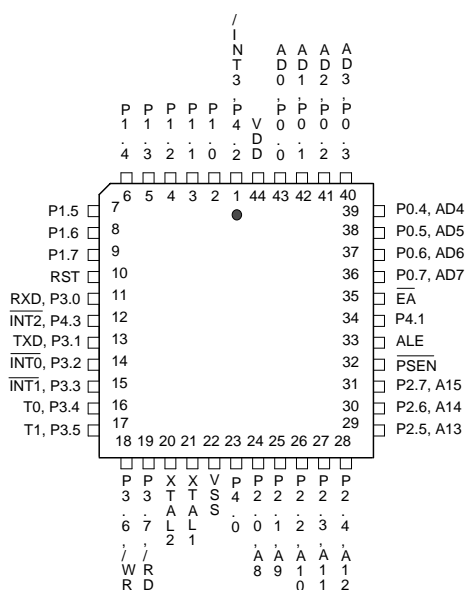 /INT3, P4.2
AD0, P0.0
AD1, P0.1
AD2, P0.2
AD3, P0.3
P1.4
P1.3
P1.2
P1.1
P1.0
VDD
6 5 4 3 2 1 44 43 42 41 40
P1.5 7 39 P0.4, AD4
P1.6 8 38 P0.5, AD5
P1.7 9 37 P0.6, AD6
RST 10 36 P0.7, AD7
RXD, P3.0 11 35 EA
INT2, P4.3 12 34 P4.1
TXD, P3.1 13 33 ALE
INT0, P3.2 14 32 PSEN
INT1, P3.3 15 31 P2.7, A15
T0, P3.4 16 30 P2.6, A14
T1, P3.5 17 29 P2.5, A13
18 19 20 21 22 23 24 25 26 27 28
P3.6, /WR
P3.7, /RD
XTAL2
XTAL1
VSS
P4.0
P2.0, A8
P2.1, A9
P2.2, A10
P2.3, A11
P2.4, A12